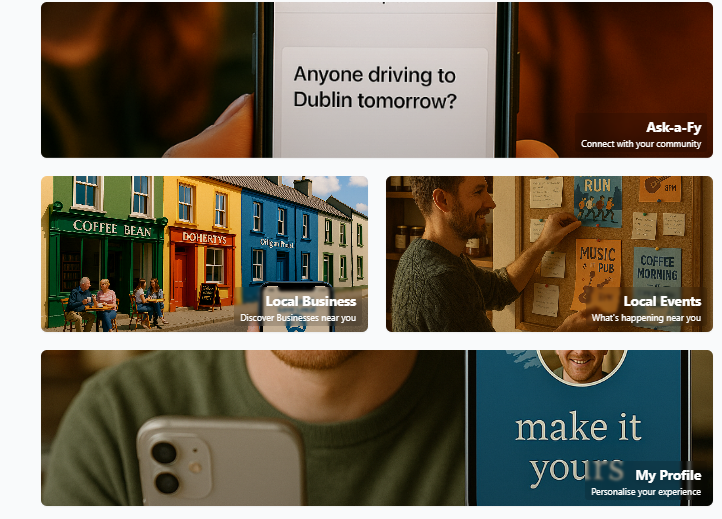 Anyone driving to
Dublin tomorrow?
Ask-a-Fy
Connect with your community
COFFEE BEAN
DOHERTY'S
Local Business
Discover Businesses near you
RUN
8PM
MUSIC
PUB
COFFEE
MORNING
Local Events
What's happening near you
make it
yours
My Profile
Personalise your experience